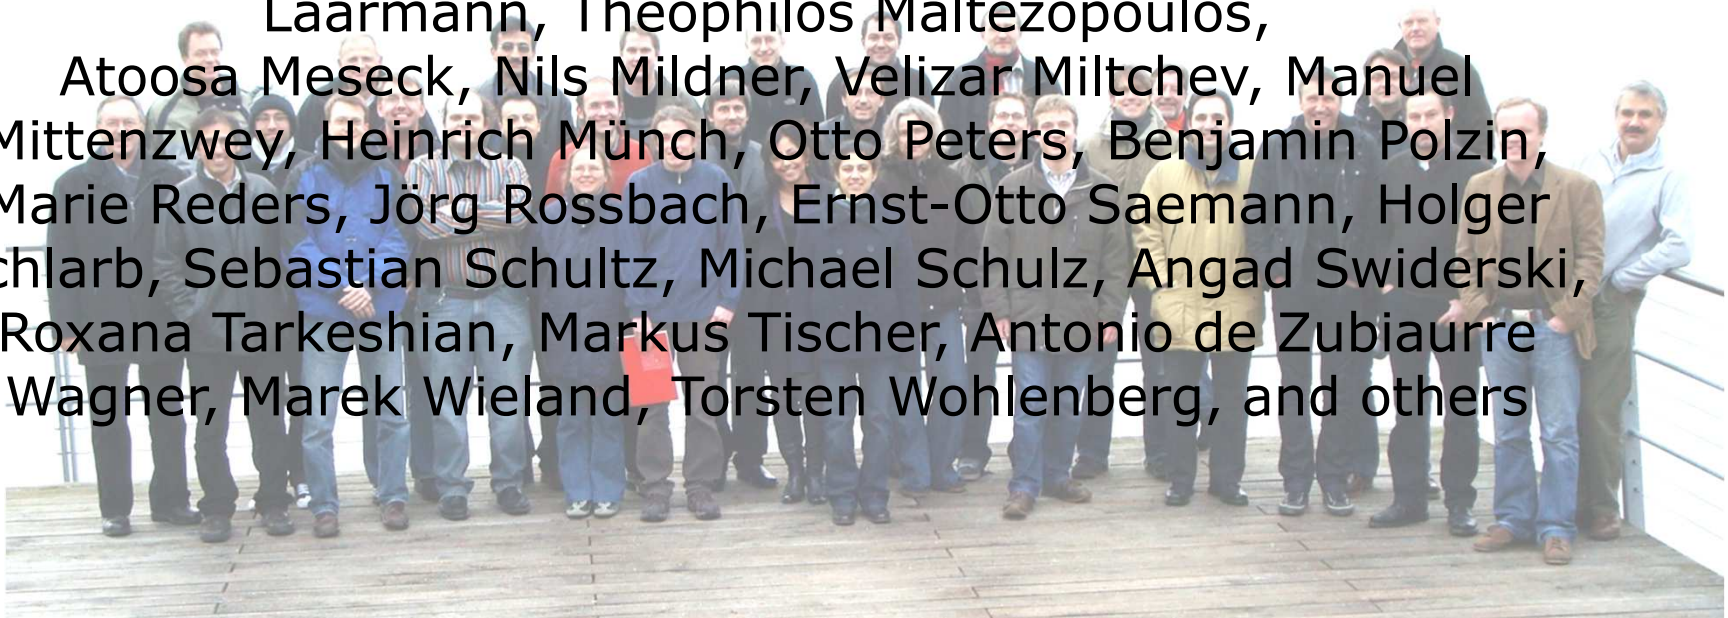 Laarmann, Theophilos Maltezopoulos,
Atoosa Meseck, Nils Mildner, Velizar Miltchev, Manuel
Mittenzwey, Heinrich Münch, Otto Peters, Benjamin Polzin,
Marie Reders, Jörg Rossbach, Ernst-Otto Saemann, Holger
chlarb, Sebastian Schultz, Michael Schulz, Angad Swiderski,
Roxana Tarkeshian, Markus Tischer, Antonio de Zubiaurre
Wagner, Marek Wieland, Torsten Wohlenberg, and others